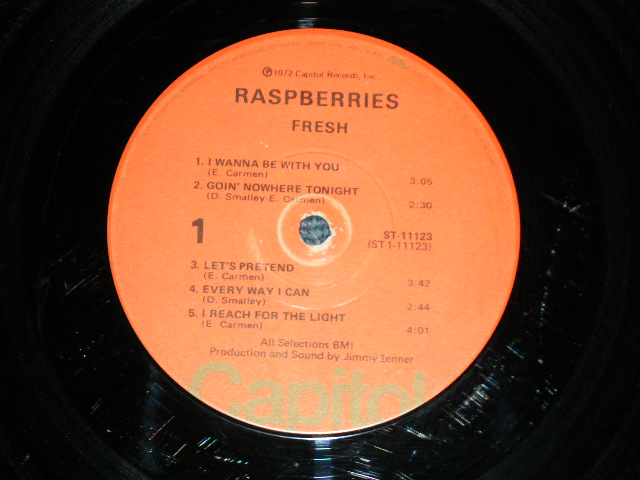 ℗1972 Capitol Records, Inc.
RASPBERRIES
FRESH
1. I WANNA BE WITH YOU
(E. Carmen) 3:05
2. GOIN' NOWHERE TONIGHT
(D. Smalley-E. Carmen) 2:30
1
ST-11123
(ST1-11123)
3. LET'S PRETEND
(E. Carmen) 3:42
4. EVERY WAY I CAN
(D. Smalley) 2:44
5. I REACH FOR THE LIGHT
(E. Carmen) 4:01
All Selections BMI
Production and Sound by Jimmy Ienner
Capitol